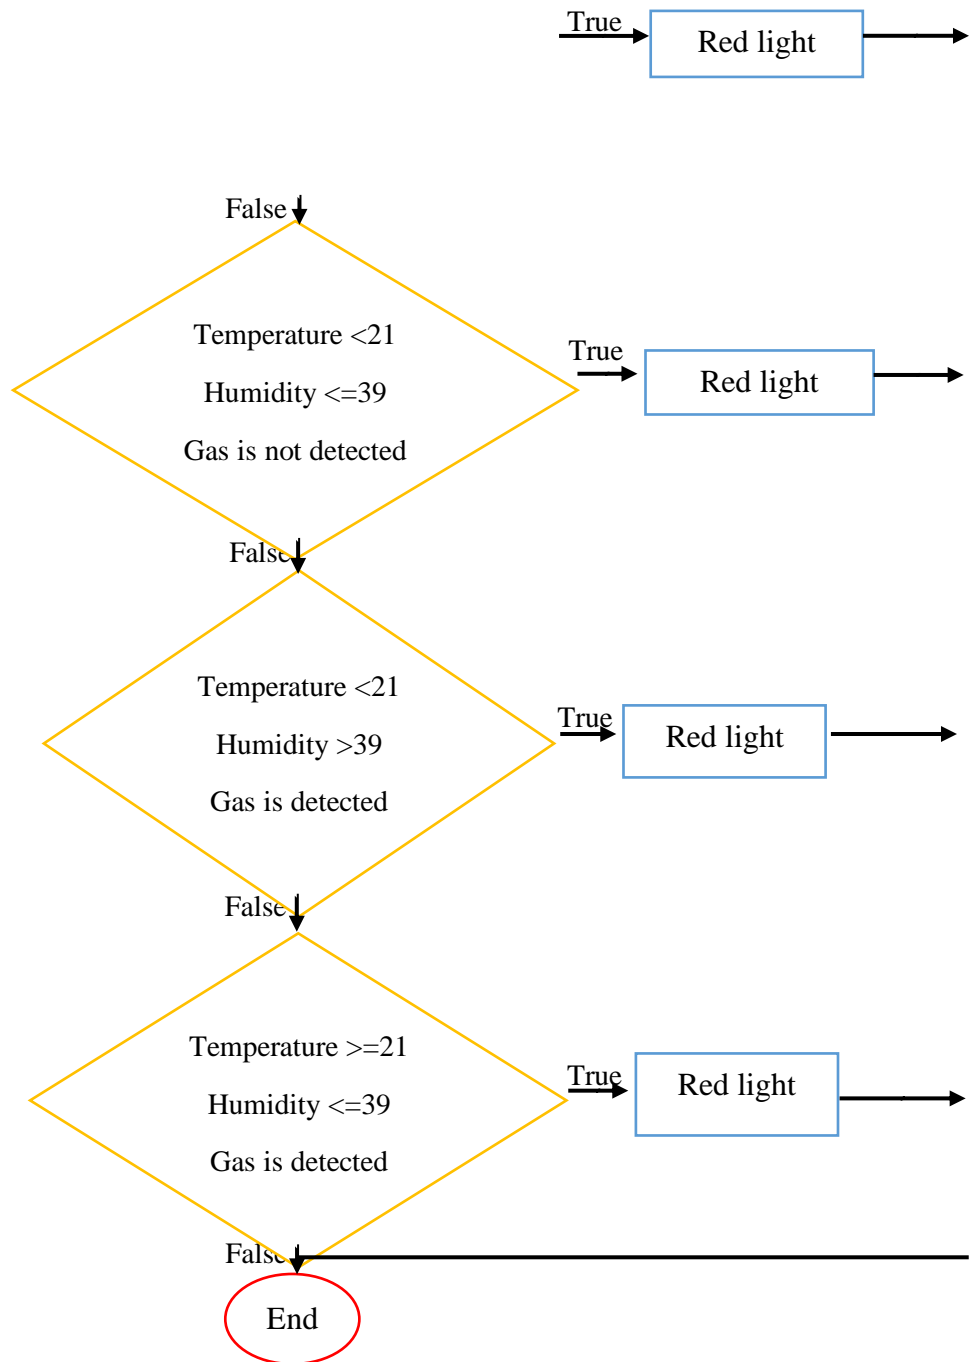 True
Red light
False
Temperature <21
Humidity <=39
Gas is not detected
True
Red light
False
Temperature <21
Humidity >39
Gas is detected
True
Red light
False
Temperature >=21
Humidity <=39
Gas is detected
True
Red light
False
End